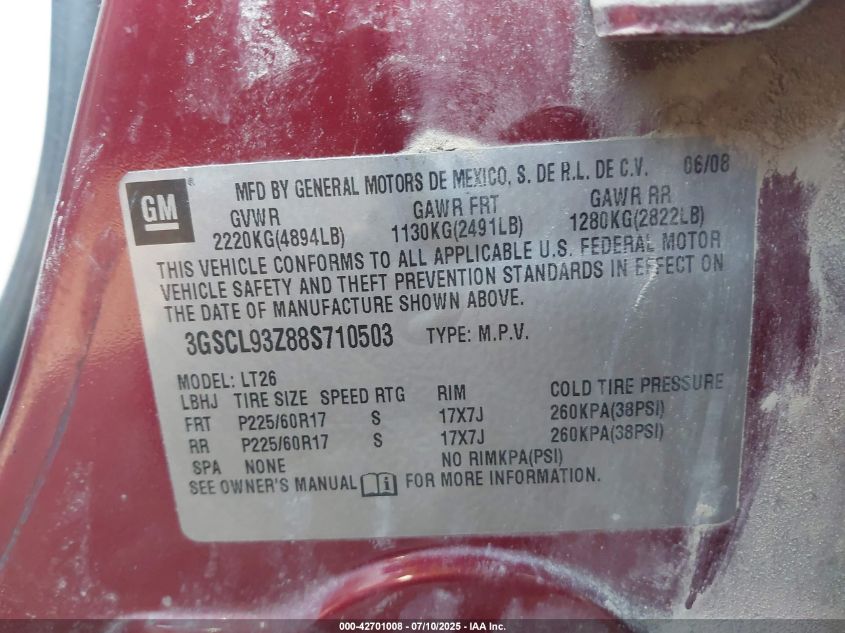 GM
MFD BY GENERAL MOTORS DE MEXICO, S. DE R.L. DE C.V. 06/08
GVWR GAWR FRT GAWR RR
2220KG(4894LB) 1130KG(2491LB) 1280KG(2822LB)
THIS VEHICLE CONFORMS TO ALL APPLICABLE U.S. FEDERAL MOTOR
VEHICLE SAFETY AND THEFT PREVENTION STANDARDS IN EFFECT ON
THE DATE OF MANUFACTURE SHOWN ABOVE.
3GSCL93Z88S710503 TYPE: M.P.V.
MODEL: LT26
LBHJ TIRE SIZE SPEED RTG RIM COLD TIRE PRESSURE
FRT P225/60R17 S 17X7J 260KPA(38PSI)
RR P225/60R17 S 17X7J 260KPA(38PSI)
SPA NONE NO RIMKPA(PSI)
SEE OWNER'S MANUAL i FOR MORE INFORMATION.
000-42701008 - 07/10/2025 - IAA Inc.